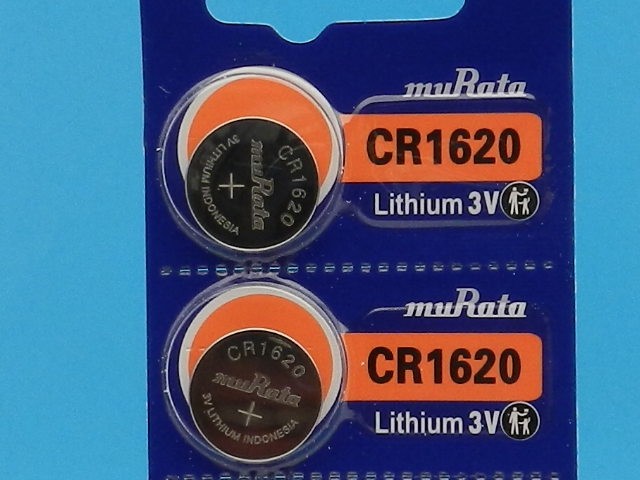 muRata
CR1620
Lithium 3V
CR1620
muRata
3V LITHIUM INDONESIA
+
muRata
CR1620
Lithium 3V
CR1620
muRata
+
3V LITHIUM INDONESIA